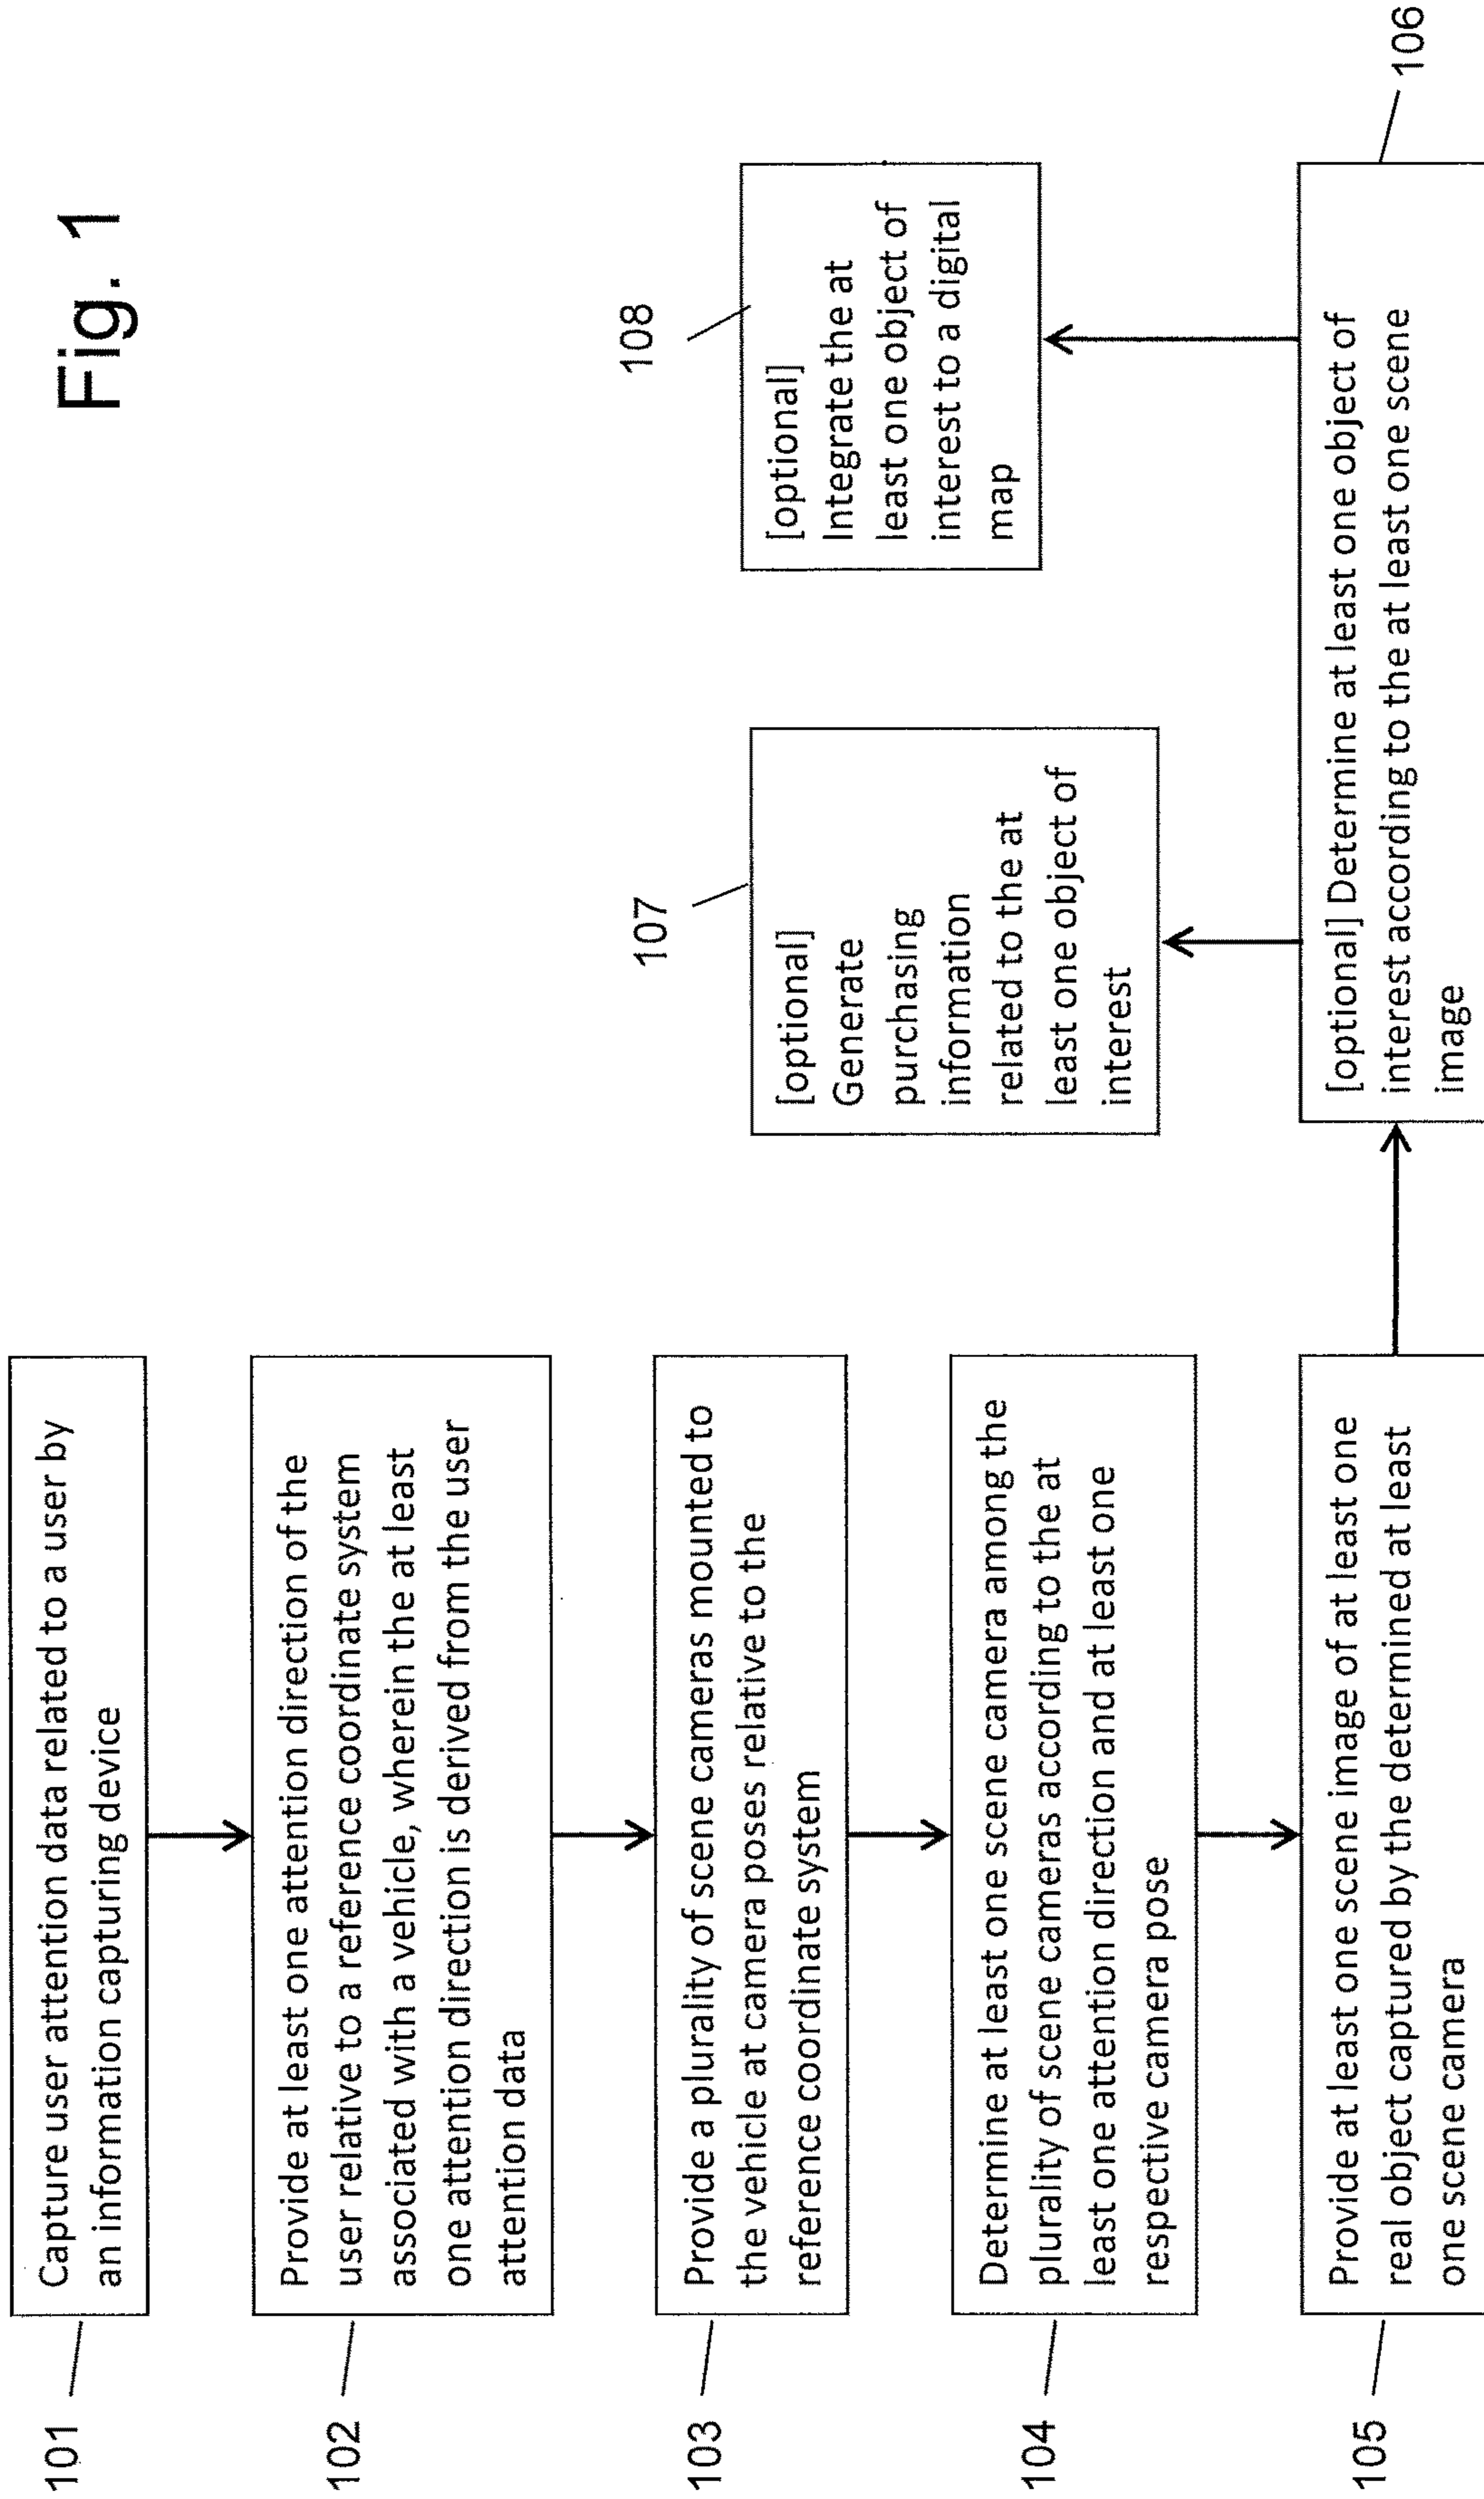 Fig. 1
101
Capture user attention data related to a user by
an information capturing device
102
Provide at least one attention direction of the
user relative to a reference coordinate system
associated with a vehicle, wherein the at least
one attention direction is derived from the user
attention data
103
Provide a plurality of scene cameras mounted to
the vehicle at camera poses relative to the
reference coordinate system
104
Determine at least one scene camera among the
plurality of scene cameras according to the at
least one attention direction and at least one
respective camera pose
105
Provide at least one scene image of at least one
real object captured by the determined at least
one scene camera
106
[optional] Determine at least one object of
interest according to the at least one scene
image
107
[optional]
Generate
purchasing
information
related to the at
least one object of
interest
108
[optional]
Integrate the at
least one object of
interest to a digital
map